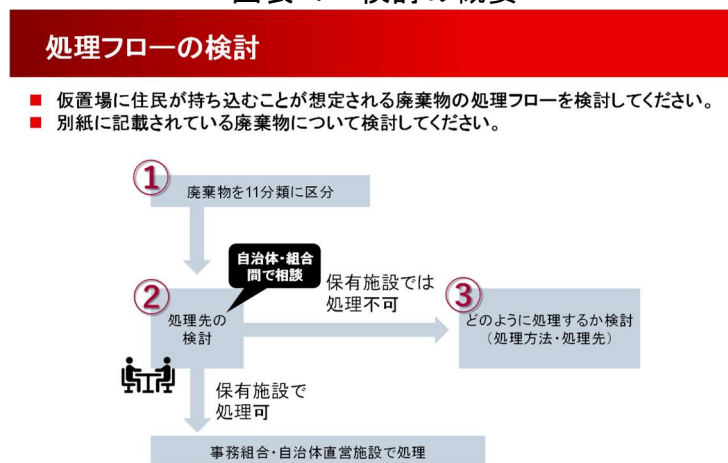 処理フローの検討
■ 仮置場に住民が持ち込むことが想定される廃棄物の処理フローを検討してください。
■ 別紙に記載されている廃棄物について検討してください。
①
廃棄物を11分類に区分
自治体・組合
間で相談
②
処理先の
検討
保有施設では
処理不可
③
どのように処理するか検討
(処理方法・処理先)
保有施設で
処理可
事務組合・自治体直営施設で処理